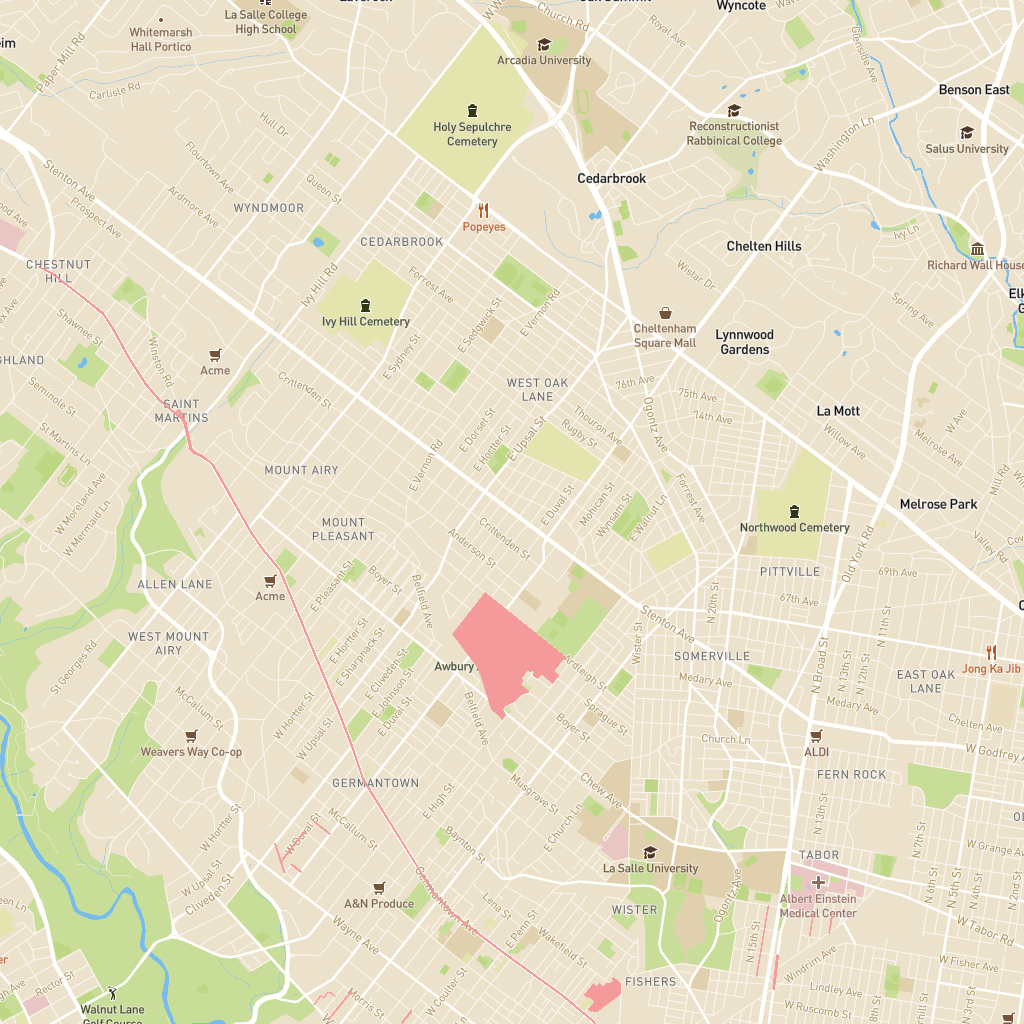 La Salle College
High School
Wyncote
W W
Church Rd
Royal Ave
Whitemarsh
Hall Portico
Arcadia University
Glenside Ave
Paper Mill Rd
Carlisle Rd
Benson East
Holy Sepulchre
Cemetery
Reconstructionist
Rabbinical College
Washington Ln
Salus University
Hull Dr
Flourtown Ave
Stenton Ave
Cedarbrook
Queen St
Ardmore Ave
Prospect Ave
WYNDMOOR
Popeyes
CEDARBROOK
Chelten Hills
Ivy Ln
Richard Wall House
CHESTNUT
HILL
Ivy Hill Rd
Forrest Ave
Wistar Dr
Spring Ave
Ivy Hill Cemetery
E Sedgwick St
E Vernon Rd
Cheltenham
Square Mall
Lynnwood
Gardens
Shawnee St
Winston Rd
E Sydney St
Acme
Crittenden St
WEST OAK
LANE
76th Ave
75th Ave
74th Ave
Seminole St
SAINT
MARTINS
La Mott
Thouron Ave
Ogontz Ave
Rugby St
E Dorset St
E Hortter St
E Upsal St
Willow Ave
W Ave
Melrose Ave
St Martins Ln
MOUNT AIRY
E Vernon Rd
Mill Rd
W Moreland Ave
W Mermaid Ln
E Duval St
Mohican St
Wynsam St
E Walnut Ln
Forrest Ave
Melrose Park
MOUNT
PLEASANT
Northwood Cemetery
Crittenden St
Anderson St
Old York Rd
Valley Rd
PITTVILLE
69th Ave
67th Ave
ALLEN LANE
Acme
E Pleasant St
Boyer St
Belfield Ave
Stenton Ave
N 20th St
Wister St
N 11th St
WEST MOUNT
AIRY
E Hortter St
E Sharpnack St
SOMERVILLE
Jong Ka Jib
St Georges Rd
Awbury
E Cliveden St
E Johnson St
E Duval St
Ardleigh St
Medary Ave
N Broad St
N 13th St
N 12th St
EAST OAK
LANE
McCallum St
W Hortter St
W Upsal St
Belfield Ave
Boyer St
Sprague St
Medary Ave
Chelten Ave
Weavers Way Co-op
Church Ln
ALDI
W Godfrey A
FERN ROCK
GERMANTOWN
E High St
Musgrave St
Chew Ave
E Church Ln
McCallum St
W Hortter St
W Duval St
Baynton St
N 13th St
N 7th St
W Grange Ave
TABOR
La Salle University
W Upsal St
Cliveden St
Germantown Ave
A&N Produce
Lena St
E Penn St
Wakefield St
WISTER
Ogontz Ave
Albert Einstein
Medical Center
N 6th St
N 5th St
N 2nd St
W Tabor Rd
N 15th St
Wayne Ave
Windrim Ave
W Fisher Ave
FISHERS
Rector St
W Coulter St
Morris St
Lindley Ave
W Ruscomb St
N 3rd St
Walnut Lane
Golf Course